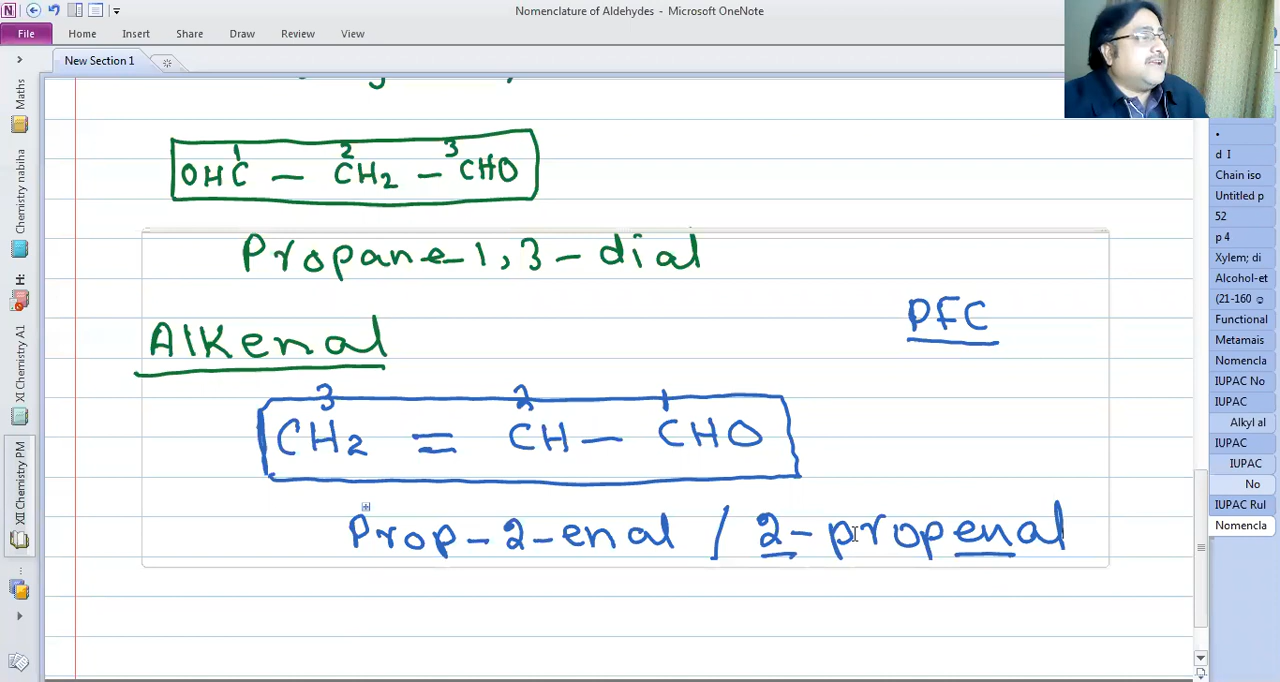 Nomenclature of Aldehydes - Microsoft OneNote
File Home Insert Share Draw Review View
New Section 1
Maths
Chemistry nabiha
H:
XI Chemistry A1
XII Chemistry PM
1 2 3
OHC — CH2 — CHO
Propane-1,3-dial
Alkenal
PFC
3 2 1
CH2 = CH — CHO
Prop-2-enal / 2-propenal
d I
Chain iso
Untitled p
52
p 4
Xylem; di
Alcohol-et
(21-160
Functional
Metamais
Nomencla
IUPAC No
IUPAC
Alkyl al
IUPAC
IUPAC
No
IUPAC Rul
Nomencla